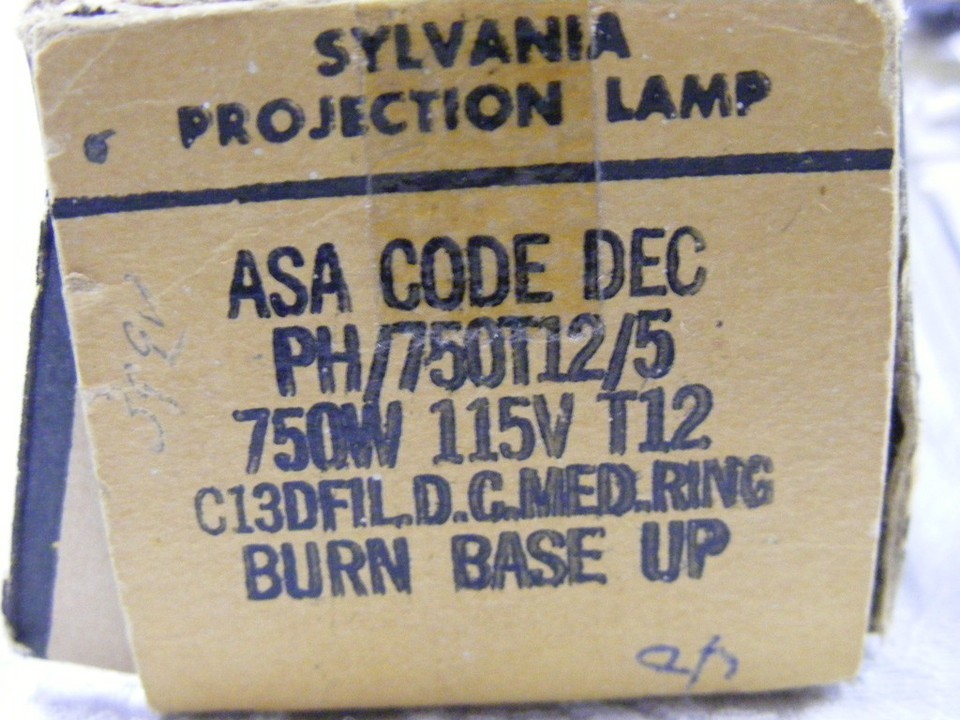 SYLVANIA
PROJECTION LAMP
ASA CODE DEC
PH/750T12/5
750W 115V T12
C13DFIL.D.C.MED.RING
BURN BASE UP